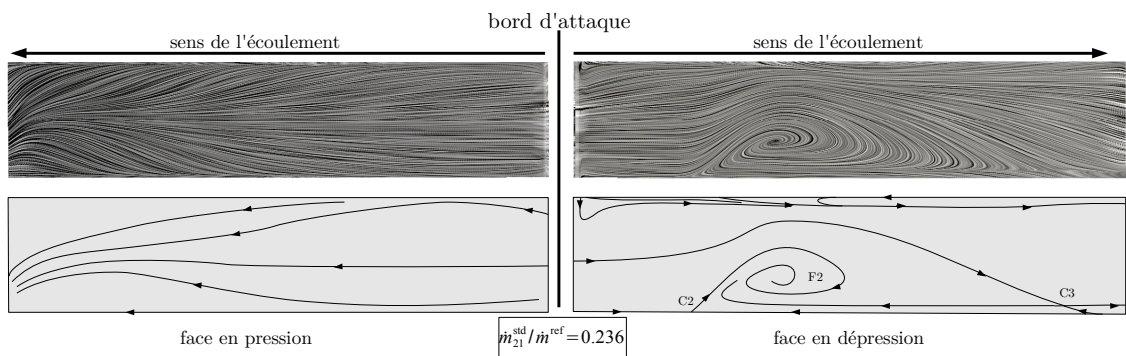 bord d'attaque
sens de l'écoulement
sens de l'écoulement
F2
C2
C3
face en pression
ṁ₂₁ˢᵗᵈ/ṁʳᵉᶠ=0.236
face en dépression